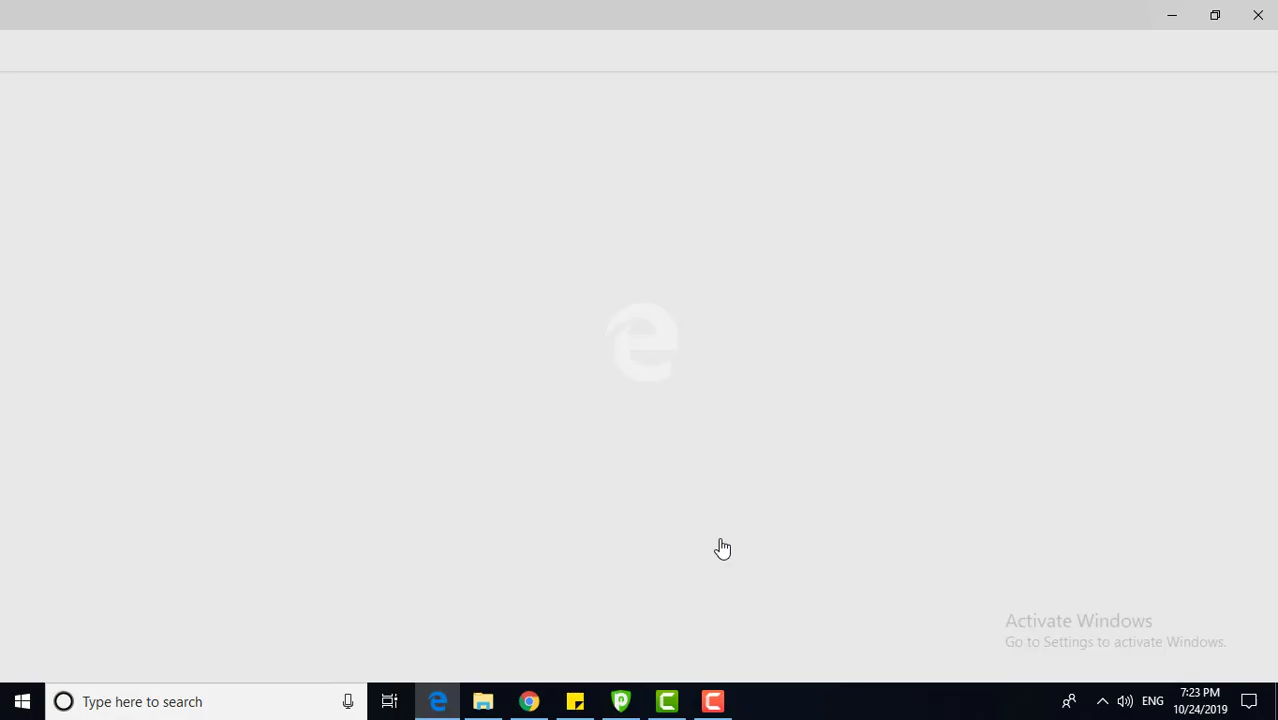 Activate Windows
Go to Settings to activate Windows.
Type here to search
ENG
7:23 PM
10/24/2019